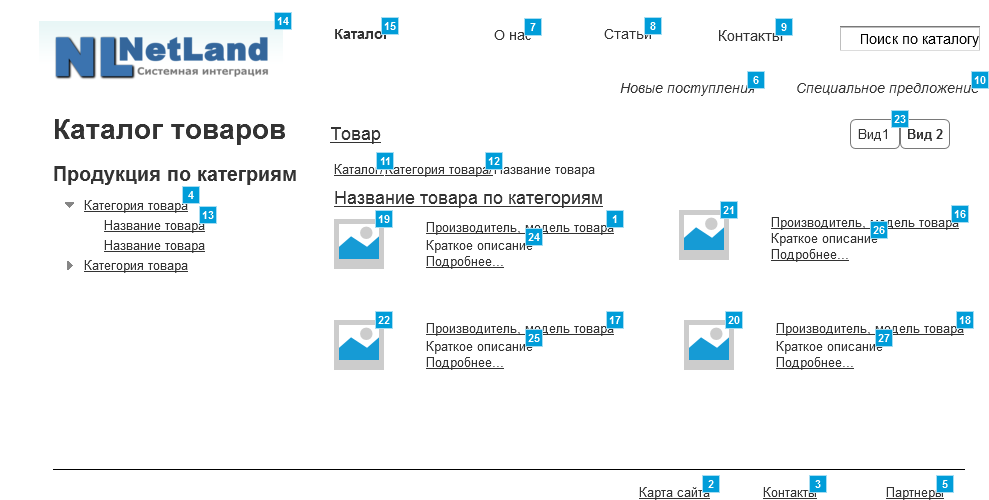 14
NL NetLand
Системная интеграция
Каталог 15
О нас 7
Статьи 8
Контакты 9
Поиск по каталогу
Новые поступления 6
Специальное предложение 10
Каталог товаров
Товар
Вид1 23 Вид 2
Каталог/ 11 Категория товара/ 12 Название товара
Продукция по категриям
Категория товара 4
Название товара 13
Название товара
Категория товара
Название товара по категориям
19
Производитель, модель товара 1
Краткое описание 24
Подробнее...
21
Производитель, модель товара 16
Краткое описание 26
Подробнее...
22
Производитель, модель товара 17
Краткое описание 25
Подробнее...
20
Производитель, модель товара 18
Краткое описание 27
Подробнее...
Карта сайта 2
Контакты 3
Партнеры 5